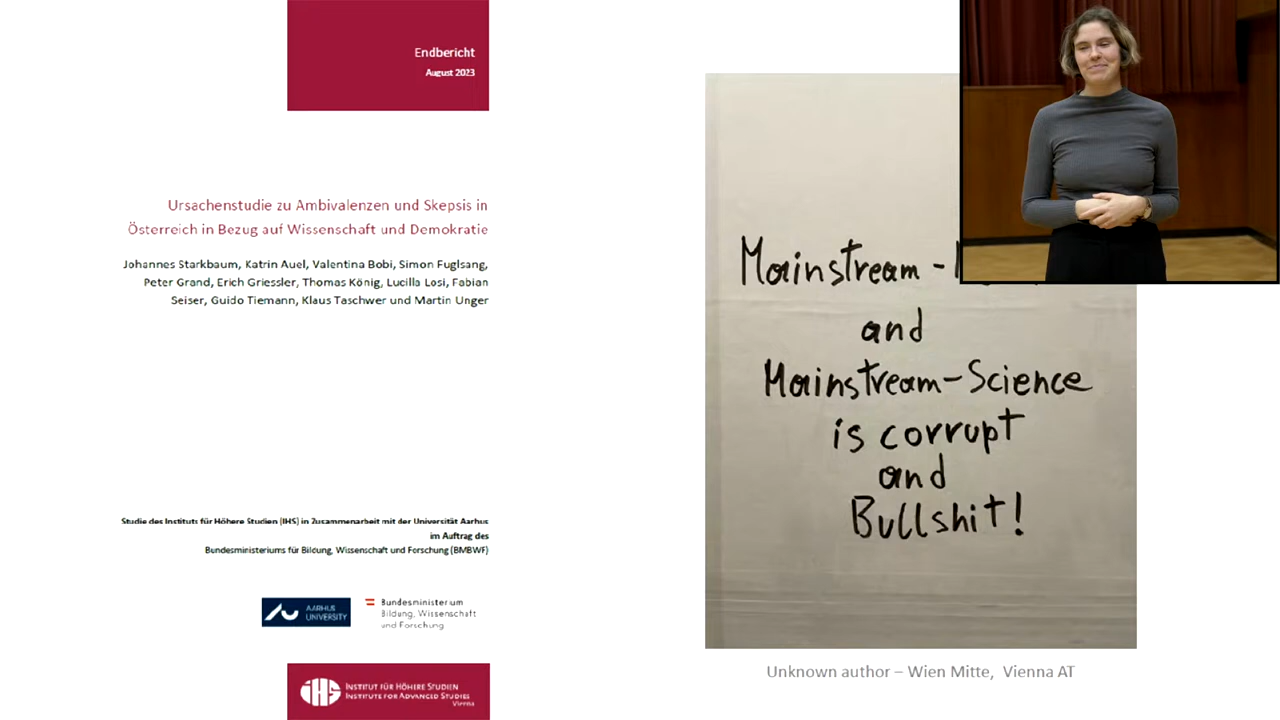 Endbericht
August 2023
Ursachenstudie zu Ambivalenzen und Skepsis in
Österreich in Bezug auf Wissenschaft und Demokratie
Johannes Starkbaum, Katrin Auel, Valentina Bobi, Simon Fuglsang,
Peter Grand, Erich Griessler, Thomas König, Lucilla Losi, Fabian
Seiser, Guido Tiemann, Klaus Taschwer und Martin Unger
Studie des Instituts für Höhere Studien (IHS) in Zusammenarbeit mit der Universität Aarhus
im Auftrag des
Bundesministeriums für Bildung, Wissenschaft und Forschung (BMBWF)
AARHUS
UNIVERSITY
Bundesministerium
Bildung, Wissenschaft
und Forschung
IHS
INSTITUT FÜR HÖHERE STUDIEN
INSTITUTE FOR ADVANCED STUDIES
Vienna
Mainstream-
and
Mainstream-Science
is corrupt
and
Bullshit!
Unknown author – Wien Mitte, Vienna AT